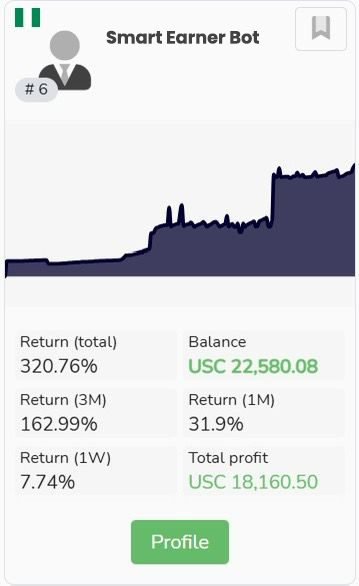 Smart Earner Bot
# 6
Return (total)
320.76%
Balance
USC 22,580.08
Return (3M)
162.99%
Return (1M)
31.9%
Return (1W)
7.74%
Total profit
USC 18,160.50
Profile